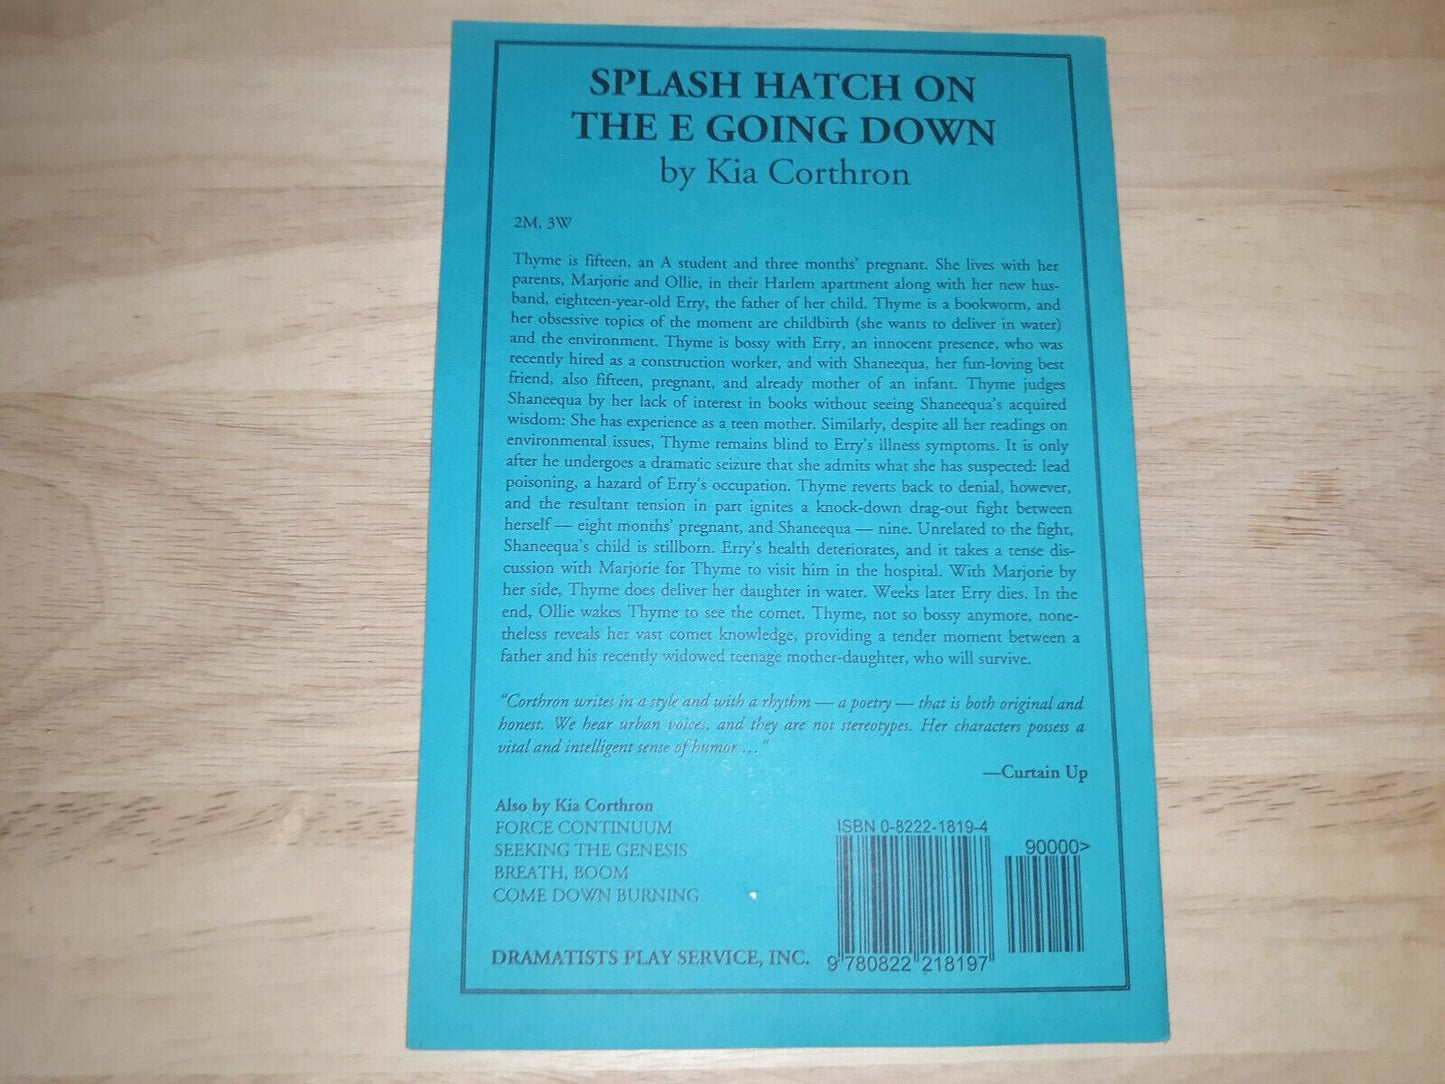 SPLASH HATCH ON
THE E GOING DOWN
by Kia Corthron
2M, 3W
Thyme is fifteen, an A student and three months' pregnant. She lives with her
parents, Marjorie and Ollie, in their Harlem apartment along with her new hus-
band, eighteen-year-old Erry, the father of her child. Thyme is a bookworm, and
her obsessive topics of the moment are childbirth (she wants to deliver in water)
and the environment. Thyme is bossy with Erry, an innocent presence, who was
recently hired as a construction worker, and with Shaneequa, her fun-loving best
friend, also fifteen, pregnant, and already mother of an infant. Thyme judges
Shaneequa by her lack of interest in books without seeing Shaneequa's acquired
wisdom: She has experience as a teen mother. Similarly, despite all her readings on
environmental issues, Thyme remains blind to Erry's illness symptoms. It is only
after he undergoes a dramatic seizure that she admits what she has suspected: lead
poisoning, a hazard of Erry's occupation. Thyme reverts back to denial, however,
and the resultant tension in part ignites a knock-down drag-out fight between
herself — eight months' pregnant, and Shaneequa — nine. Unrelated to the fight,
Shaneequa's child is stillborn. Erry's health deteriorates, and it takes a tense dis-
cussion with Marjorie for Thyme to visit him in the hospital. With Marjorie by
her side, Thyme does deliver her daughter in water. Weeks later Erry dies. In the
end, Ollie wakes Thyme to see the comet. Thyme, not so bossy anymore, none-
theless reveals her vast comet knowledge, providing a tender moment between a
father and his recently widowed teenage mother-daughter, who will survive.
“Corthron writes in a style and with a rhythm — a poetry — that is both original and
honest. We hear urban voices, and they are not stereotypes. Her characters possess a
vital and intelligent sense of humor …”
—Curtain Up
Also by Kia Corthron
FORCE CONTINUUM
SEEKING THE GENESIS
BREATH, BOOM
COME DOWN BURNING
DRAMATISTS PLAY SERVICE, INC.
ISBN 0-8222-1819-4
90000>
9 780822 218197